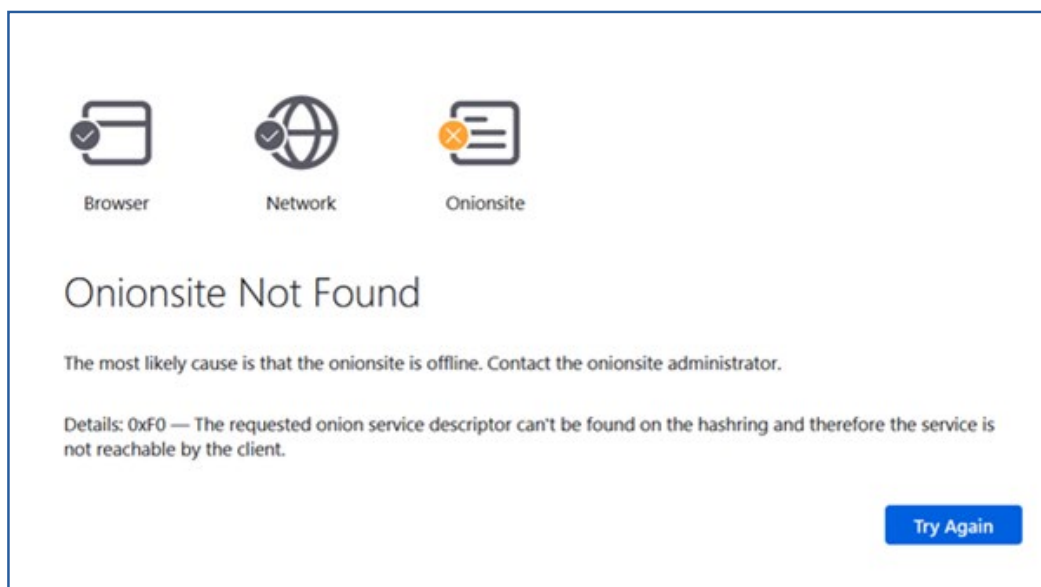 Browser Network Onionsite
Onionsite Not Found
The most likely cause is that the onionsite is offline. Contact the onionsite administrator.
Details: 0xF0 — The requested onion service descriptor can't be found on the hashring and therefore the service is
not reachable by the client.
Try Again